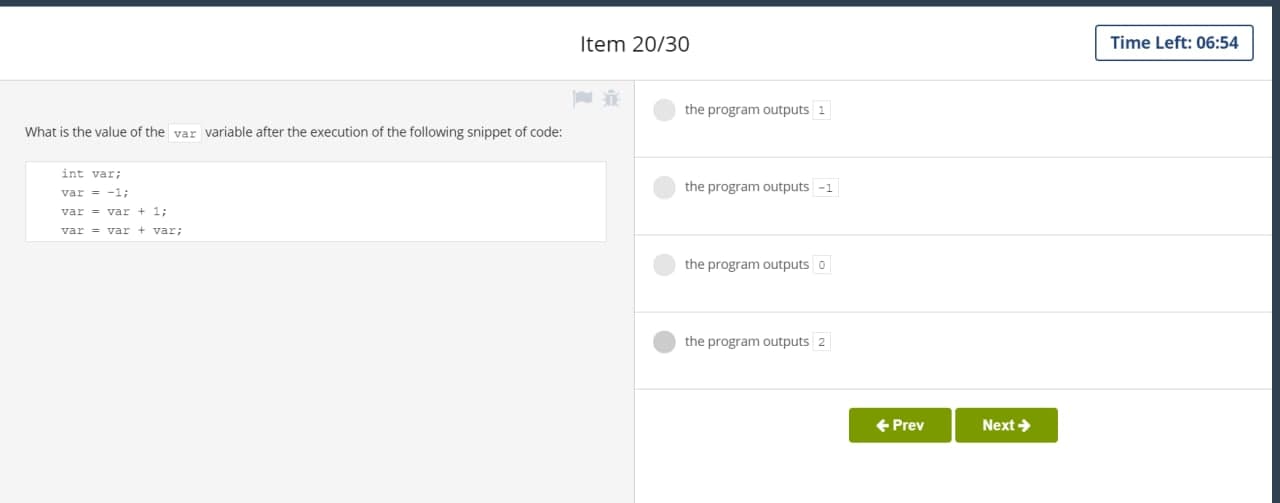 Item 20/30
Time Left: 06:54
What is the value of the var variable after the execution of the following snippet of code:
int var;
var = -1;
var = var + 1;
var = var + var;
the program outputs 1
the program outputs -1
the program outputs 0
the program outputs 2
Prev
Next